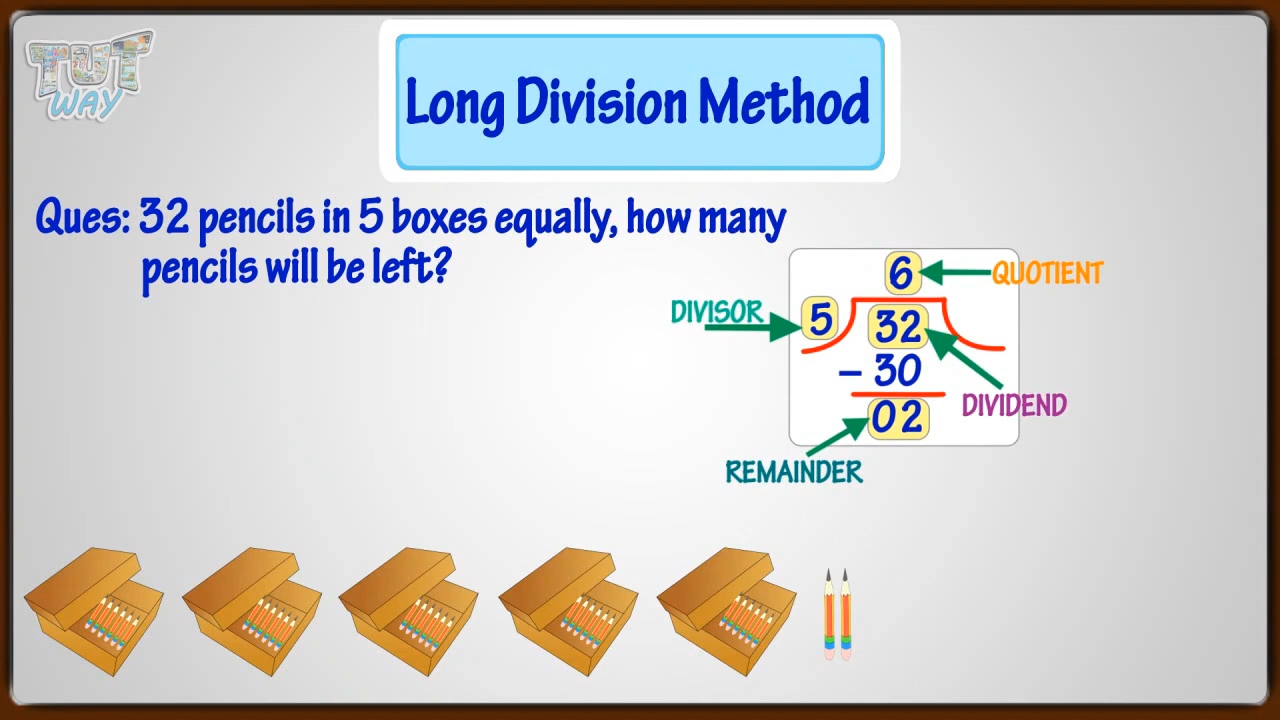 TUT
WAY
Long Division Method
Ques: 32 pencils in 5 boxes equally, how many
pencils will be left?
6
QUOTIENT
DIVISOR
5
32
– 30
DIVIDEND
02
REMAINDER